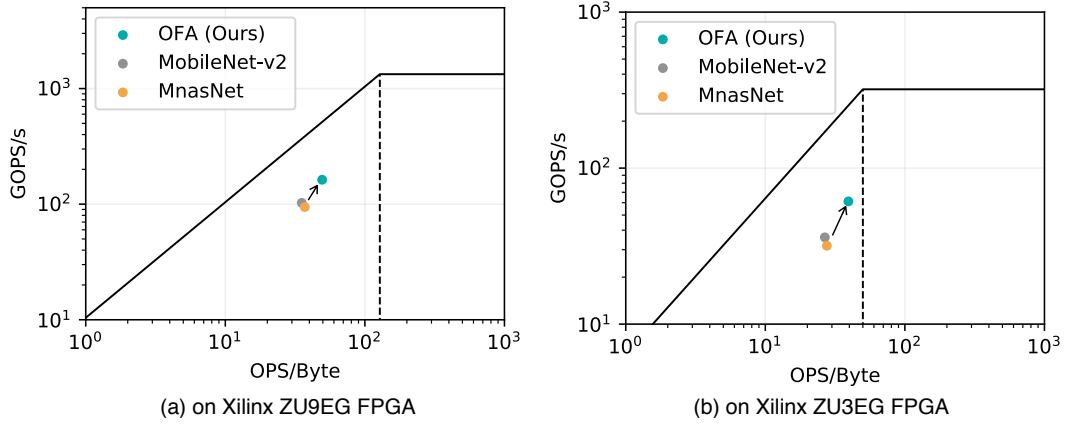 OFA (Ours)
MobileNet-v2
MnasNet
GOPS/s
10³
10²
10¹
10⁰
10¹
10²
10³
OPS/Byte
(a) on Xilinx ZU9EG FPGA
OFA (Ours)
MobileNet-v2
MnasNet
GOPS/s
10³
10²
10¹
10⁰
10¹
10²
10³
OPS/Byte
(b) on Xilinx ZU3EG FPGA